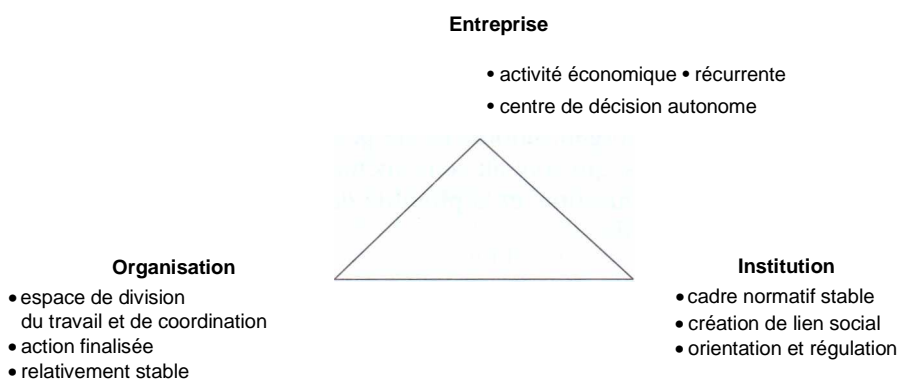 Entreprise
• activité économique • récurrente
• centre de décision autonome
Organisation
• espace de division
du travail et de coordination
• action finalisée
• relativement stable
Institution
• cadre normatif stable
• création de lien social
• orientation et régulation